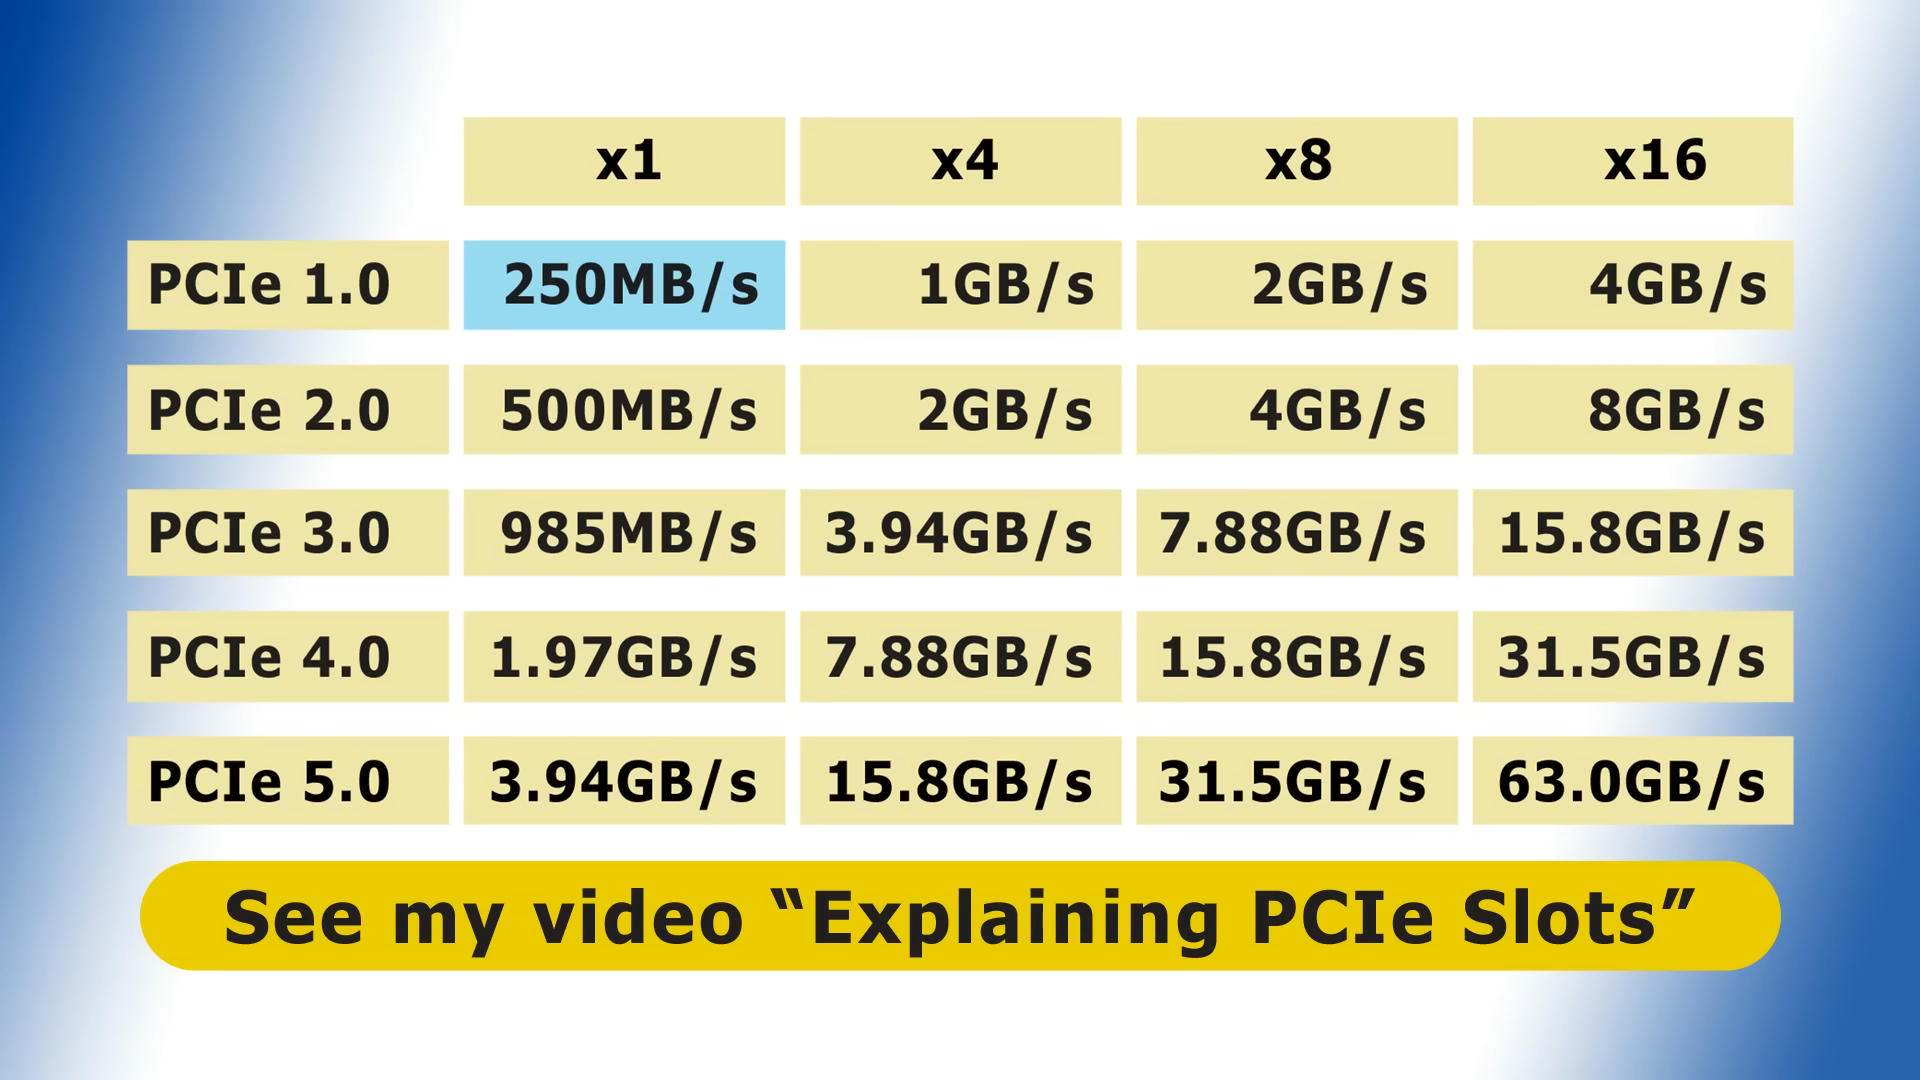 x1 x4 x8 x16
PCIe 1.0 250MB/s 1GB/s 2GB/s 4GB/s
PCIe 2.0 500MB/s 2GB/s 4GB/s 8GB/s
PCIe 3.0 985MB/s 3.94GB/s 7.88GB/s 15.8GB/s
PCIe 4.0 1.97GB/s 7.88GB/s 15.8GB/s 31.5GB/s
PCIe 5.0 3.94GB/s 15.8GB/s 31.5GB/s 63.0GB/s
See my video “Explaining PCIe Slots”